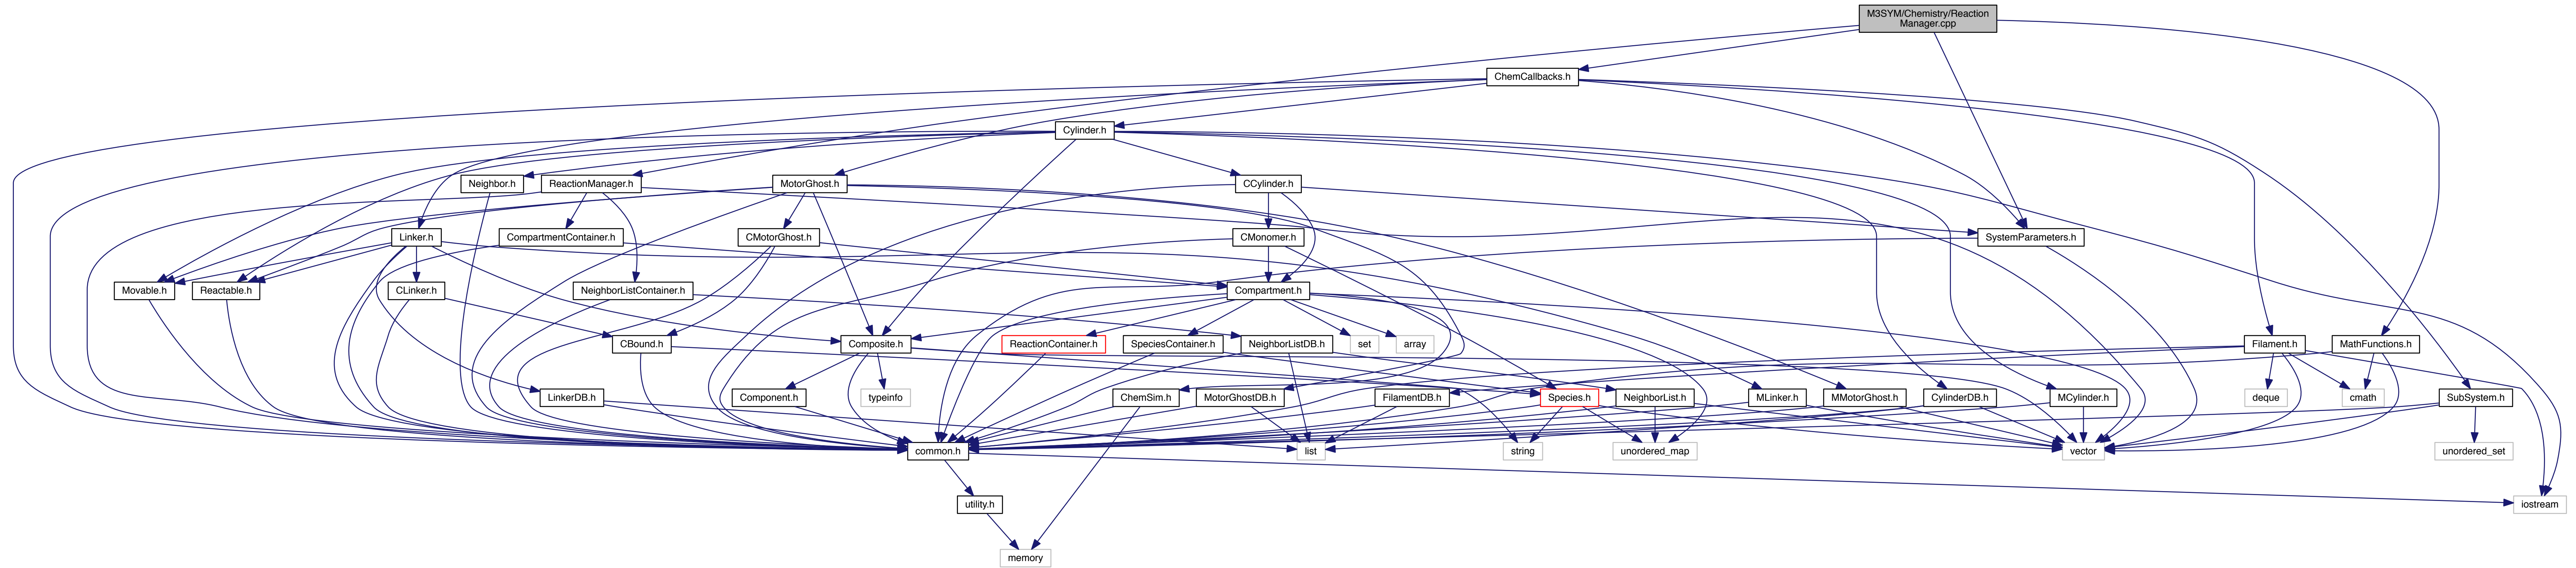 M3SYM/Chemistry/Reaction
Manager.cpp
ChemCallbacks.h
Cylinder.h
Neighbor.h
ReactionManager.h
MotorGhost.h
CCylinder.h
Linker.h
CompartmentContainer.h
CMotorGhost.h
CMonomer.h
SystemParameters.h
Movable.h
Reactable.h
CLinker.h
NeighborListContainer.h
Compartment.h
CBound.h
Composite.h
ReactionContainer.h
SpeciesContainer.h
NeighborListDB.h
set
array
Filament.h
MathFunctions.h
LinkerDB.h
Component.h
typeinfo
ChemSim.h
MotorGhostDB.h
FilamentDB.h
Species.h
NeighborList.h
MLinker.h
MMotorGhost.h
CylinderDB.h
MCylinder.h
deque
cmath
SubSystem.h
common.h
list
string
unordered_map
vector
unordered_set
utility.h
iostream
memory